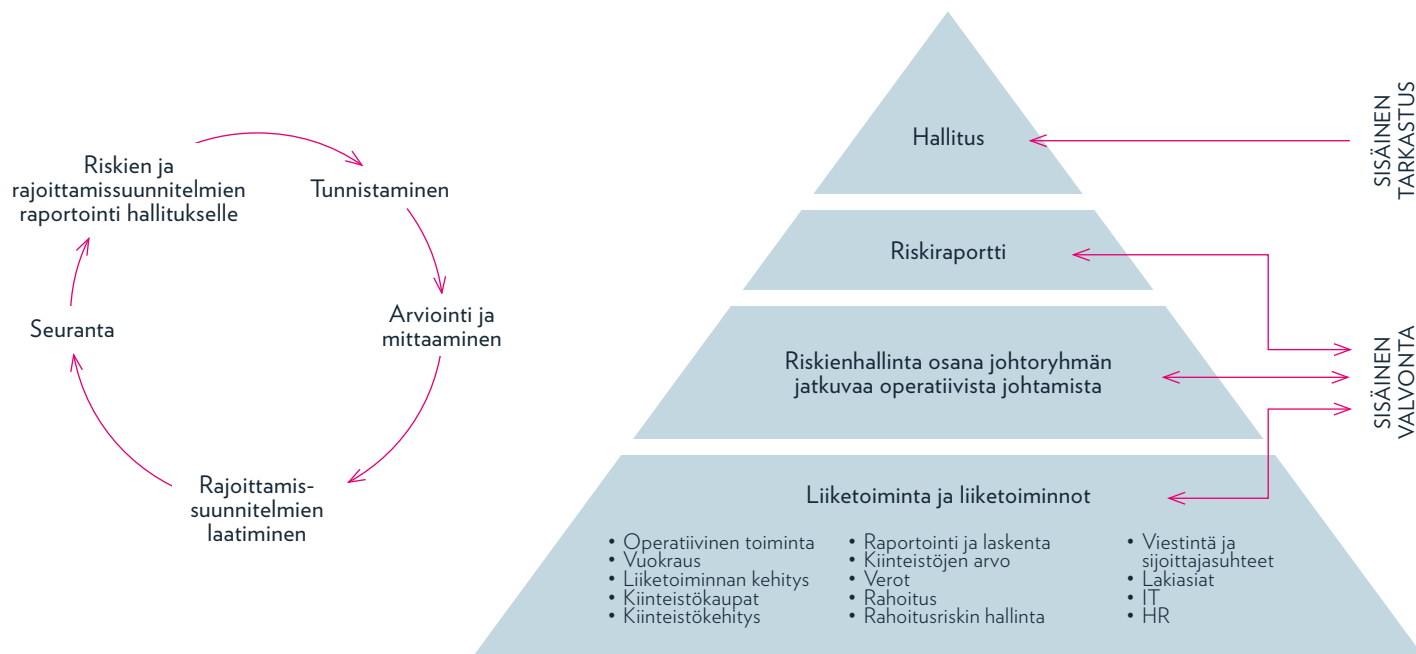 Riskien ja
rajoittamissuunnitelmien
raportointi hallitukselle
Tunnistaminen
Arviointi ja
mittaaminen
Rajoittamis-
suunnitelmien
laatiminen
Seuranta
Hallitus
Riskiraportti
Riskienhallinta osana johtoryhmän
jatkuvaa operatiivista johtamista
Liiketoiminta ja liiketoiminnot
• Operatiivinen toiminta
• Vuokraus
• Liiketoiminnan kehitys
• Kiinteistökaupat
• Kiinteistökehitys
• Raportointi ja laskenta
• Kiinteistöjen arvo
• Verot
• Rahoitus
• Rahoitusriskin hallinta
• Viestintä ja
sijoittajasuhteet
• Lakiasiat
• IT
• HR
SISÄINEN
TARKASTUS
SISÄINEN
VALVONTA